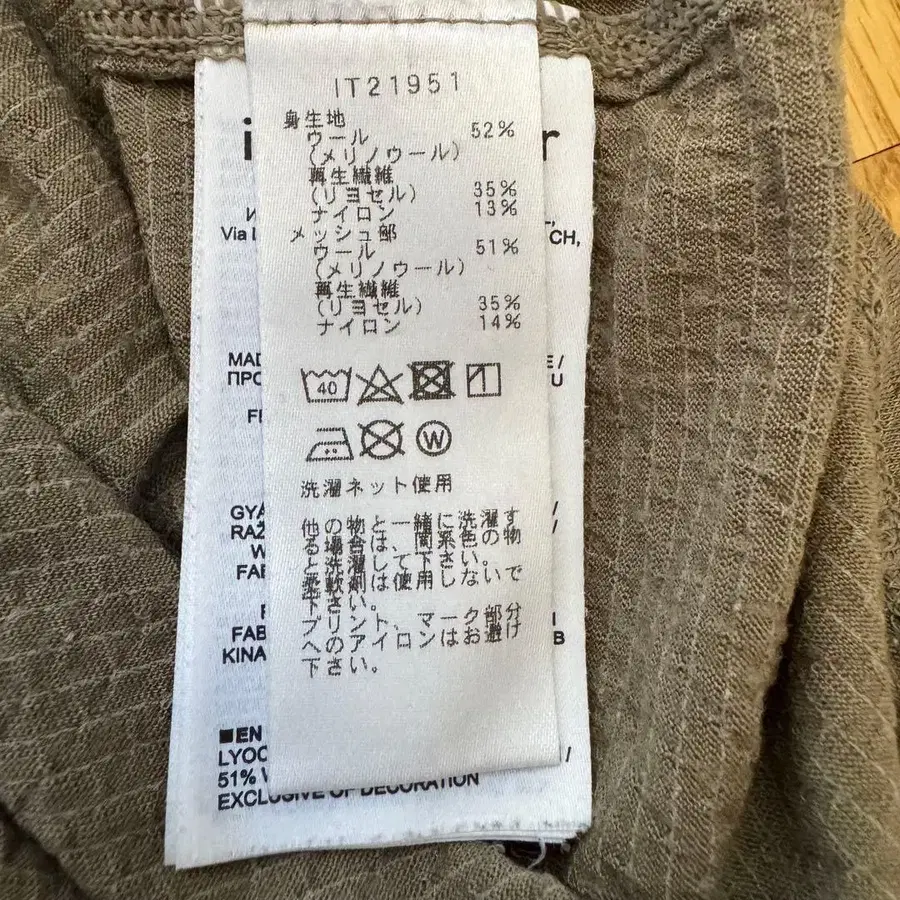 IT21951
身生地
ウール 52%
(メリノウール)
再生繊維
(リヨセル) 35%
ナイロン 13%
メッシュ部
ウール 51%
(メリノウール)
再生繊維
(リヨセル) 35%
ナイロン 14%
40
W
洗濯ネット使用
他の物と一緒に洗濯す
る場合は、同系色の物
と洗濯して下さい。
柔軟剤は使用しないで
下さい。
プリント、マーク部分
へのアイロンはお避け
下さい。
i r
Via L CH,
MAD E/
ПРО U
GYÁ /
RAŽ /
W
FAB
FAB I
KINA B
EN
LYOC /
51% W
EXCLUSIVE OF DECORATION